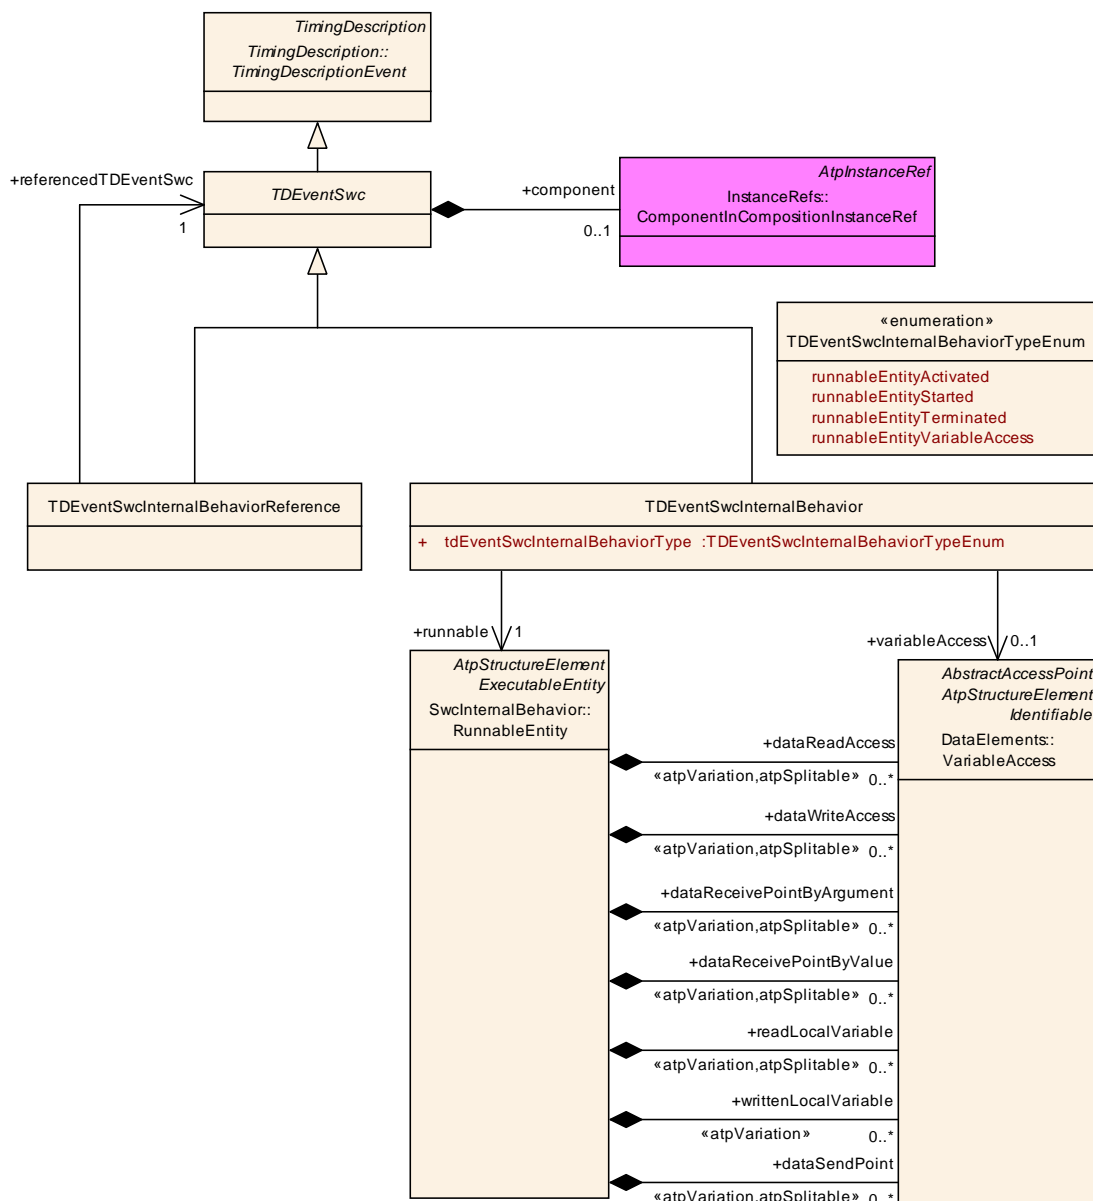 TimingDescription
TimingDescription::
TimingDescriptionEvent
+referencedTDEventSwc
1
TDEventSwc
+component
0..1
AtpInstanceRef
InstanceRefs::
ComponentInCompositionInstanceRef
«enumeration»
TDEventSwcInternalBehaviorTypeEnum
runnableEntityActivated
runnableEntityStarted
runnableEntityTerminated
runnableEntityVariableAccess
TDEventSwcInternalBehaviorReference
TDEventSwcInternalBehavior
+ tdEventSwcInternalBehaviorType :TDEventSwcInternalBehaviorTypeEnum
+runnable
1
+variableAccess
0..1
AtpStructureElement
ExecutableEntity
SwcInternalBehavior::
RunnableEntity
AbstractAccessPoint
AtpStructureElement
Identifiable
DataElements::
VariableAccess
+dataReadAccess
«atpVariation,atpSplitable» 0..*
+dataWriteAccess
«atpVariation,atpSplitable» 0..*
+dataReceivePointByArgument
«atpVariation,atpSplitable» 0..*
+dataReceivePointByValue
«atpVariation,atpSplitable» 0..*
+readLocalVariable
«atpVariation,atpSplitable» 0..*
+writtenLocalVariable
«atpVariation» 0..*
+dataSendPoint
«atpVariation,atpSplitable» 0..*